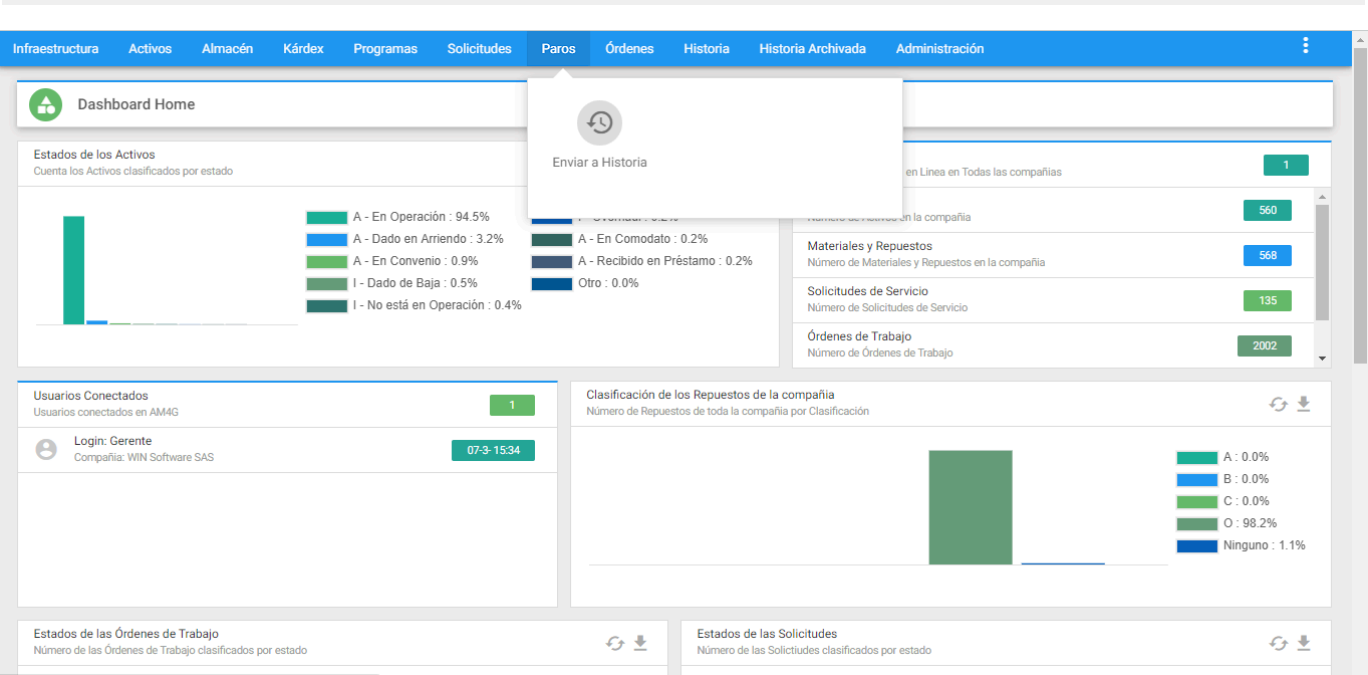 Infraestructura Activos Almacén Kárdex Programas Solicitudes Paros Órdenes Historia Historia Archivada Administración
Dashboard Home
Enviar a Historia
Estados de los Activos
Cuenta los Activos clasificados por estado
A - En Operación : 94.5%
A - Dado en Arriendo : 3.2%
A - En Convenio : 0.9%
I - Dado de Baja : 0.5%
I - No está en Operación : 0.4%
A - En Comodato : 0.2%
A - Recibido en Préstamo : 0.2%
Otro : 0.0%
en Linea en Todas las compañias
1
en la compañia
560
Materiales y Repuestos
Número de Materiales y Repuestos en la compañia
568
Solicitudes de Servicio
Número de Solicitudes de Servicio
135
Órdenes de Trabajo
Número de Órdenes de Trabajo
2002
Usuarios Conectados
Usuarios conectados en AM4G
1
Login: Gerente
Compañia: WIN Software SAS
07-3- 15:34
Clasificación de los Repuestos de la compañia
Número de Repuestos de toda la compañia por Clasificación
A : 0.0%
B : 0.0%
C : 0.0%
O : 98.2%
Ninguno : 1.1%
Estados de las Órdenes de Trabajo
Número de las Órdenes de Trabajo clasificados por estado
Estados de las Solicitudes
Número de las Solictiudes clasificados por estado